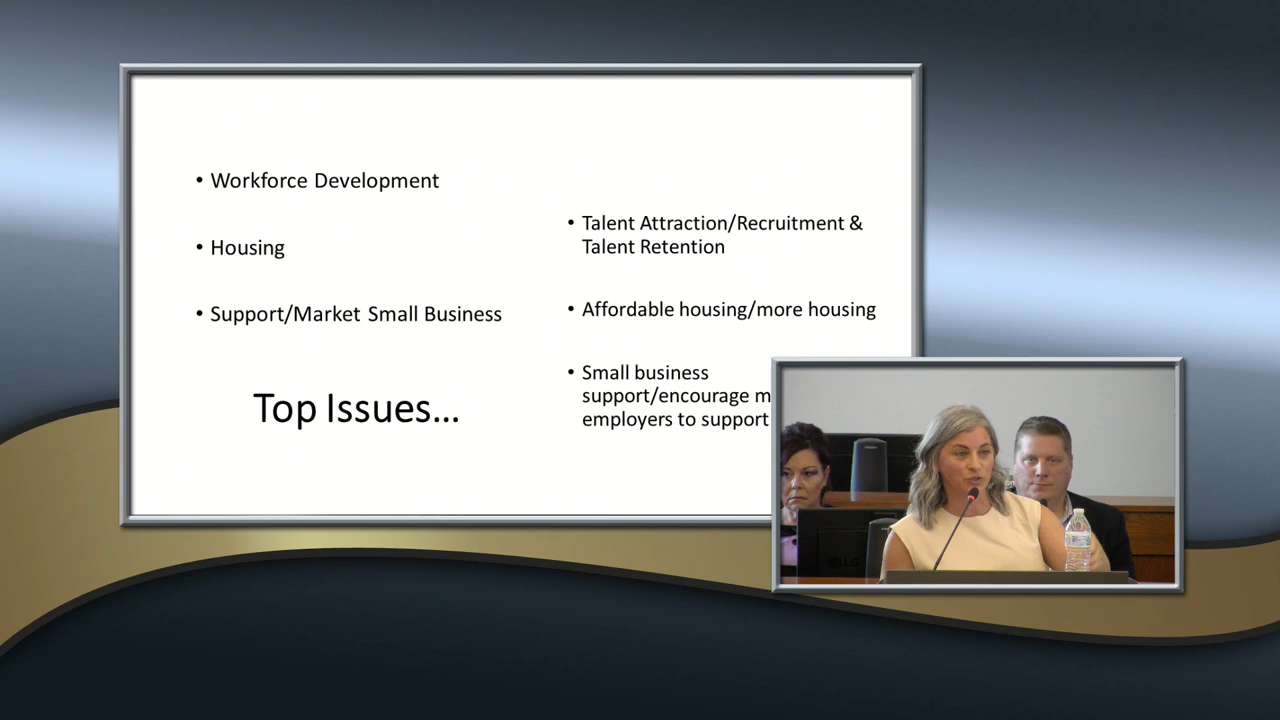 • Workforce Development
• Housing
• Support/Market Small Business
Top Issues...
• Talent Attraction/Recruitment &
Talent Retention
• Affordable housing/more housing
• Small business
support/encourage
employers to support
LG